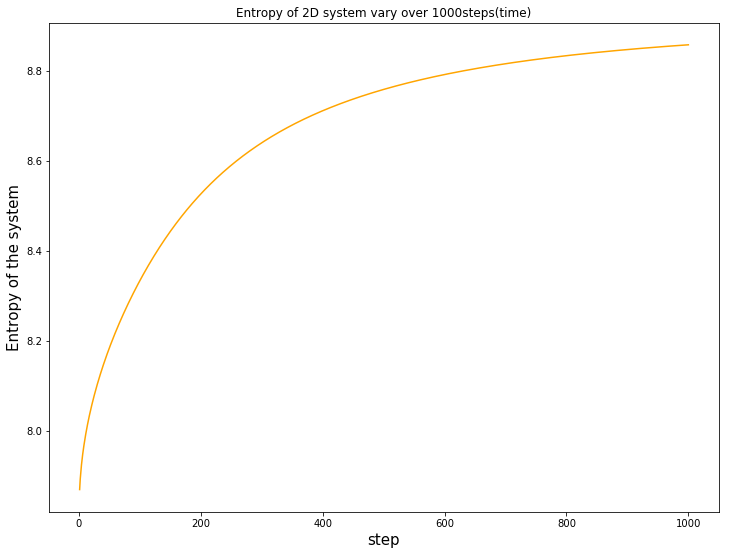 Entropy of 2D system vary over 1000steps(time)
Entropy of the system
8.8
8.6
8.4
8.2
8.0
0 200 400 600 800 1000
step